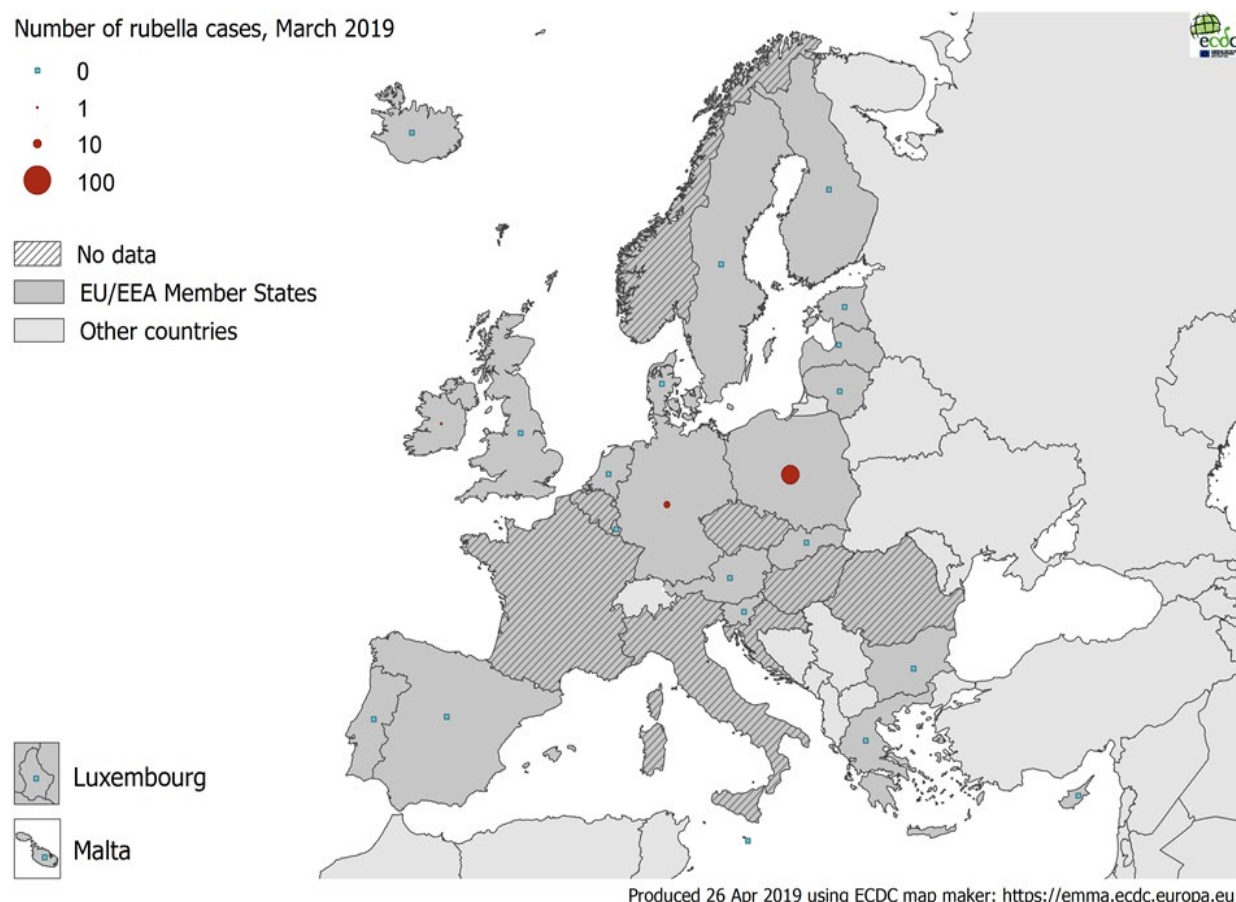 Number of rubella cases, March 2019
0
1
10
100
No data
EU/EEA Member States
Other countries
ecdc
Luxembourg
Malta
Produced 26 Apr 2019 using ECDC map maker: https://emma.ecdc.europa.eu